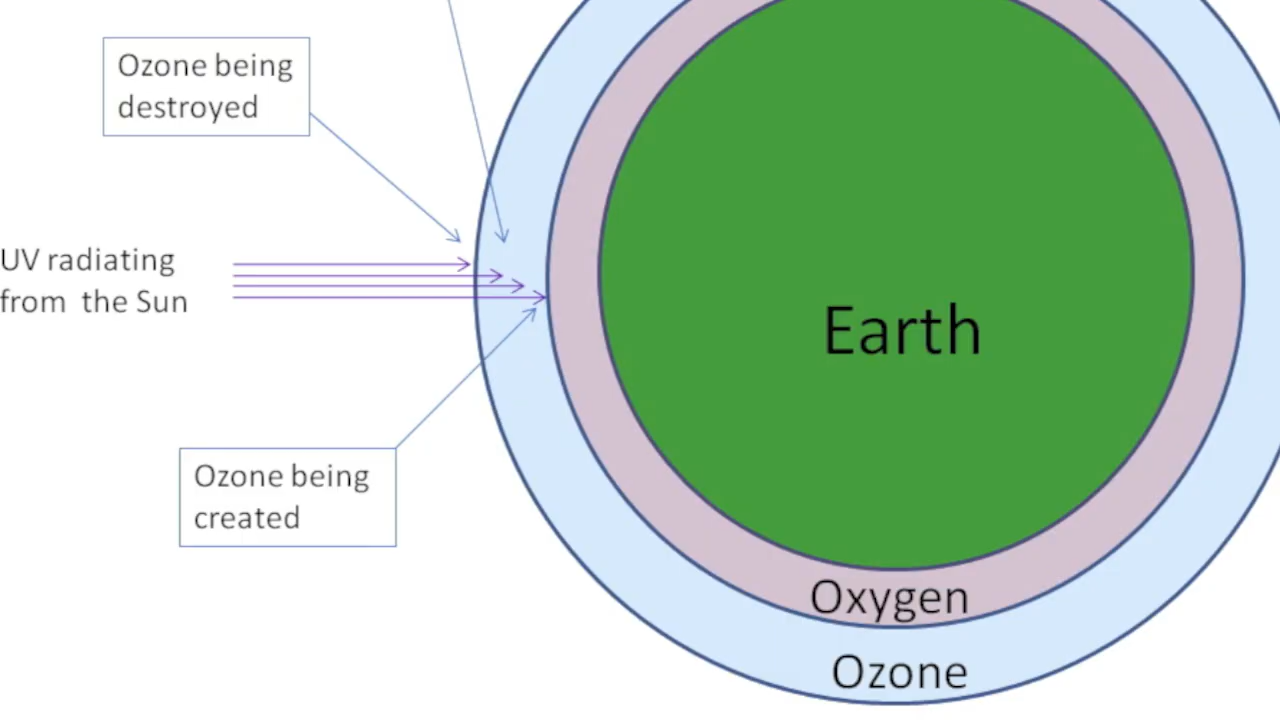 Ozone being
destroyed
UV radiating
from  the Sun
Earth
Ozone being
created
Oxygen
Ozone